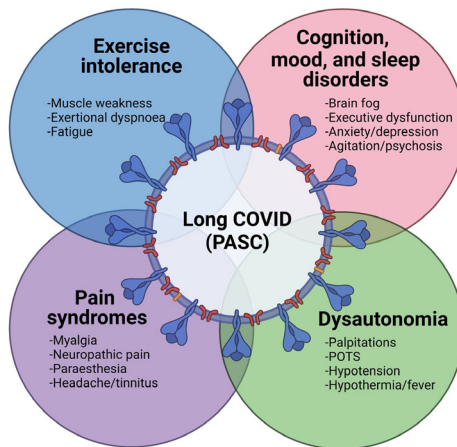 Exercise
intolerance
-Muscle weakness
-Exertional dyspnoea
-Fatigue
Cognition,
mood, and sleep
disorders
-Brain fog
-Executive dysfunction
-Anxiety/depression
-Agitation/psychosis
Long COVID
(PASC)
Pain
syndromes
-Myalgia
-Neuropathic pain
-Paraesthesia
-Headache/tinnitus
Dysautonomia
-Palpitations
-POTS
-Hypotension
-Hypothermia/fever